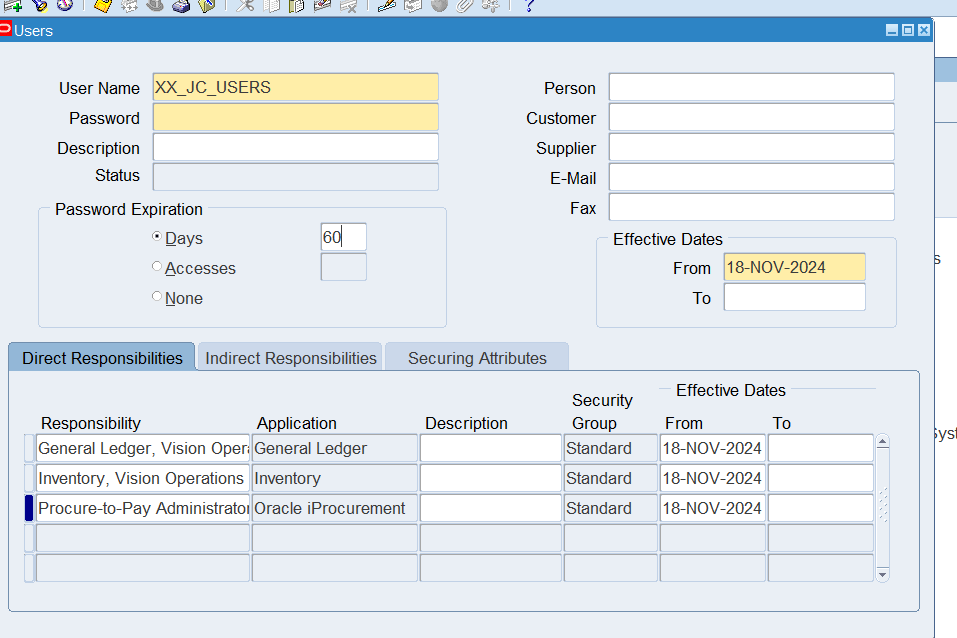 Users
User Name XX_JC_USERS
Password
Description
Status
Person
Customer
Supplier
E-Mail
Fax
Password Expiration
Days 60
Accesses
None
Effective Dates
From 18-NOV-2024
To
Direct Responsibilities Indirect Responsibilities Securing Attributes
Effective Dates
Responsibility Application Description Security Group From To
General Ledger, Vision Opera General Ledger Standard 18-NOV-2024
Inventory, Vision Operations Inventory Standard 18-NOV-2024
Procure-to-Pay Administrator Oracle iProcurement Standard 18-NOV-2024